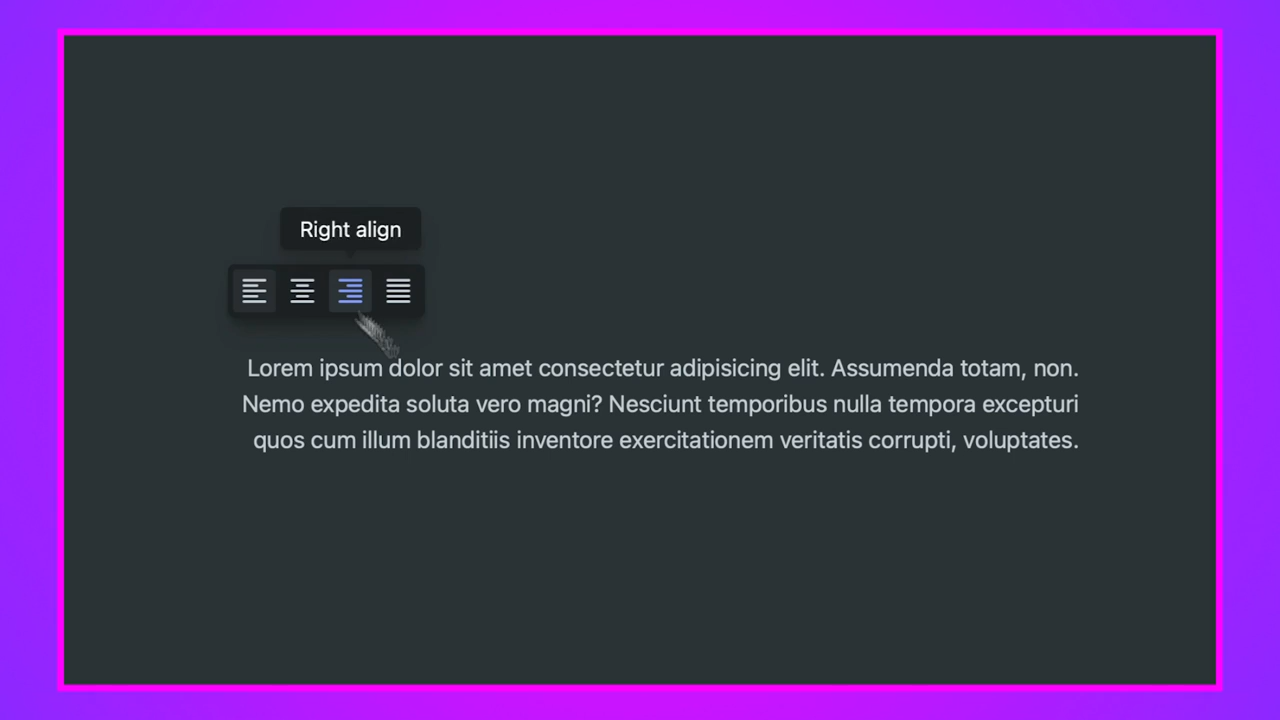 Right align
Lorem ipsum dolor sit amet consectetur adipisicing elit. Assumenda totam, non.
Nemo expedita soluta vero magni? Nesciunt temporibus nulla tempora excepturi
quos cum illum blanditiis inventore exercitationem veritatis corrupti, voluptates.